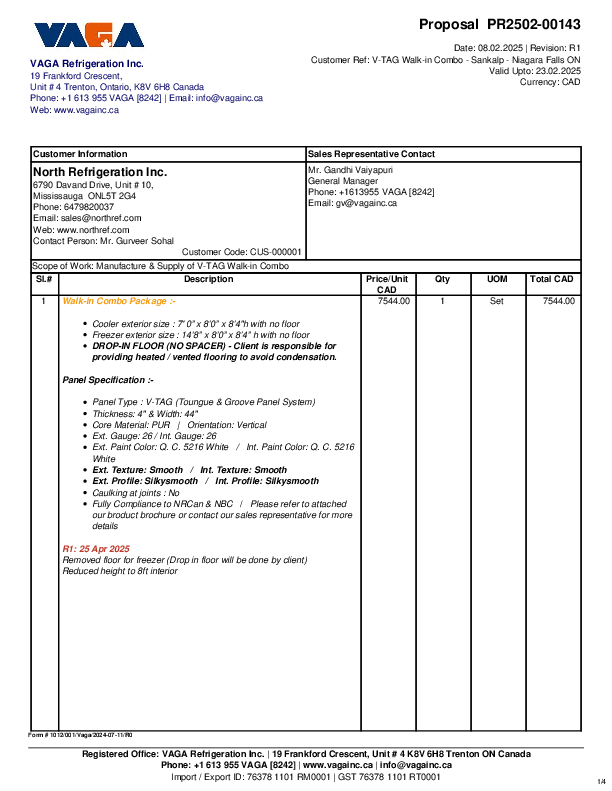 VAGA
Proposal PR2502-00143
Date: 08.02.2025 | Revision: R1
Customer Ref: V-TAG Walk-in Combo - Sankalp - Niagara Falls ON
Valid Upto: 23.02.2025
Currency: CAD
VAGA Refrigeration Inc.
19 Frankford Crescent,
Unit # 4 Trenton, Ontario, K8V 6H8 Canada
Phone: +1 613 955 VAGA [8242] | Email: info@vagainc.ca
Web: www.vagainc.ca
Customer Information
North Refrigeration Inc.
6790 Davand Drive, Unit # 10,
Mississauga ONL5T 2G4
Phone: 6479820037
Email: sales@northref.com
Web: www.northref.com
Contact Person: Mr. Gurveer Sohal
Customer Code: CUS-000001
Sales Representative Contact
Mr. Gandhi Vaiyapuri
General Manager
Phone: +1613955 VAGA [8242]
Email: gv@vagainc.ca
Scope of Work: Manufacture & Supply of V-TAG Walk-in Combo
Sl.# Description Price/Unit CAD Qty UOM Total CAD
1 Walk-in Combo Package :- 7544.00 1 Set 7544.00
• Cooler exterior size : 7' 0" x 8'0" x 8'4"h with no floor
• Freezer exterior size : 14'8" x 8'0" x 8'4" h with no floor
• DROP-IN FLOOR (NO SPACER) - Client is responsible for
providing heated / vented flooring to avoid condensation.
Panel Specification :-
• Panel Type : V-TAG (Toungue & Groove Panel System)
• Thickness: 4" & Width: 44"
• Core Material: PUR | Orientation: Vertical
• Ext. Gauge: 26 / Int. Gauge: 26
• Ext. Paint Color: Q. C. 5216 White / Int. Paint Color: Q. C. 5216
White
• Ext. Texture: Smooth / Int. Texture: Smooth
• Ext. Profile: Silkysmooth / Int. Profile: Silkysmooth
• Caulking at joints : No
• Fully Compliance to NRCan & NBC / Please refer to attached
our product brochure or contact our sales representative for more
details
R1: 25 Apr 2025
Removed floor for freezer (Drop in floor will be done by client)
Reduced height to 8ft interior
Form # 1012/001/Vaga/2024-07-11/R0
Registered Office: VAGA Refrigeration Inc. | 19 Frankford Crescent, Unit # 4 K8V 6H8 Trenton ON Canada
Phone: +1 613 955 VAGA [8242] | www.vagainc.ca | info@vagainc.ca
Import / Export ID: 76378 1101 RM0001 | GST 76378 1101 RT0001
1/4